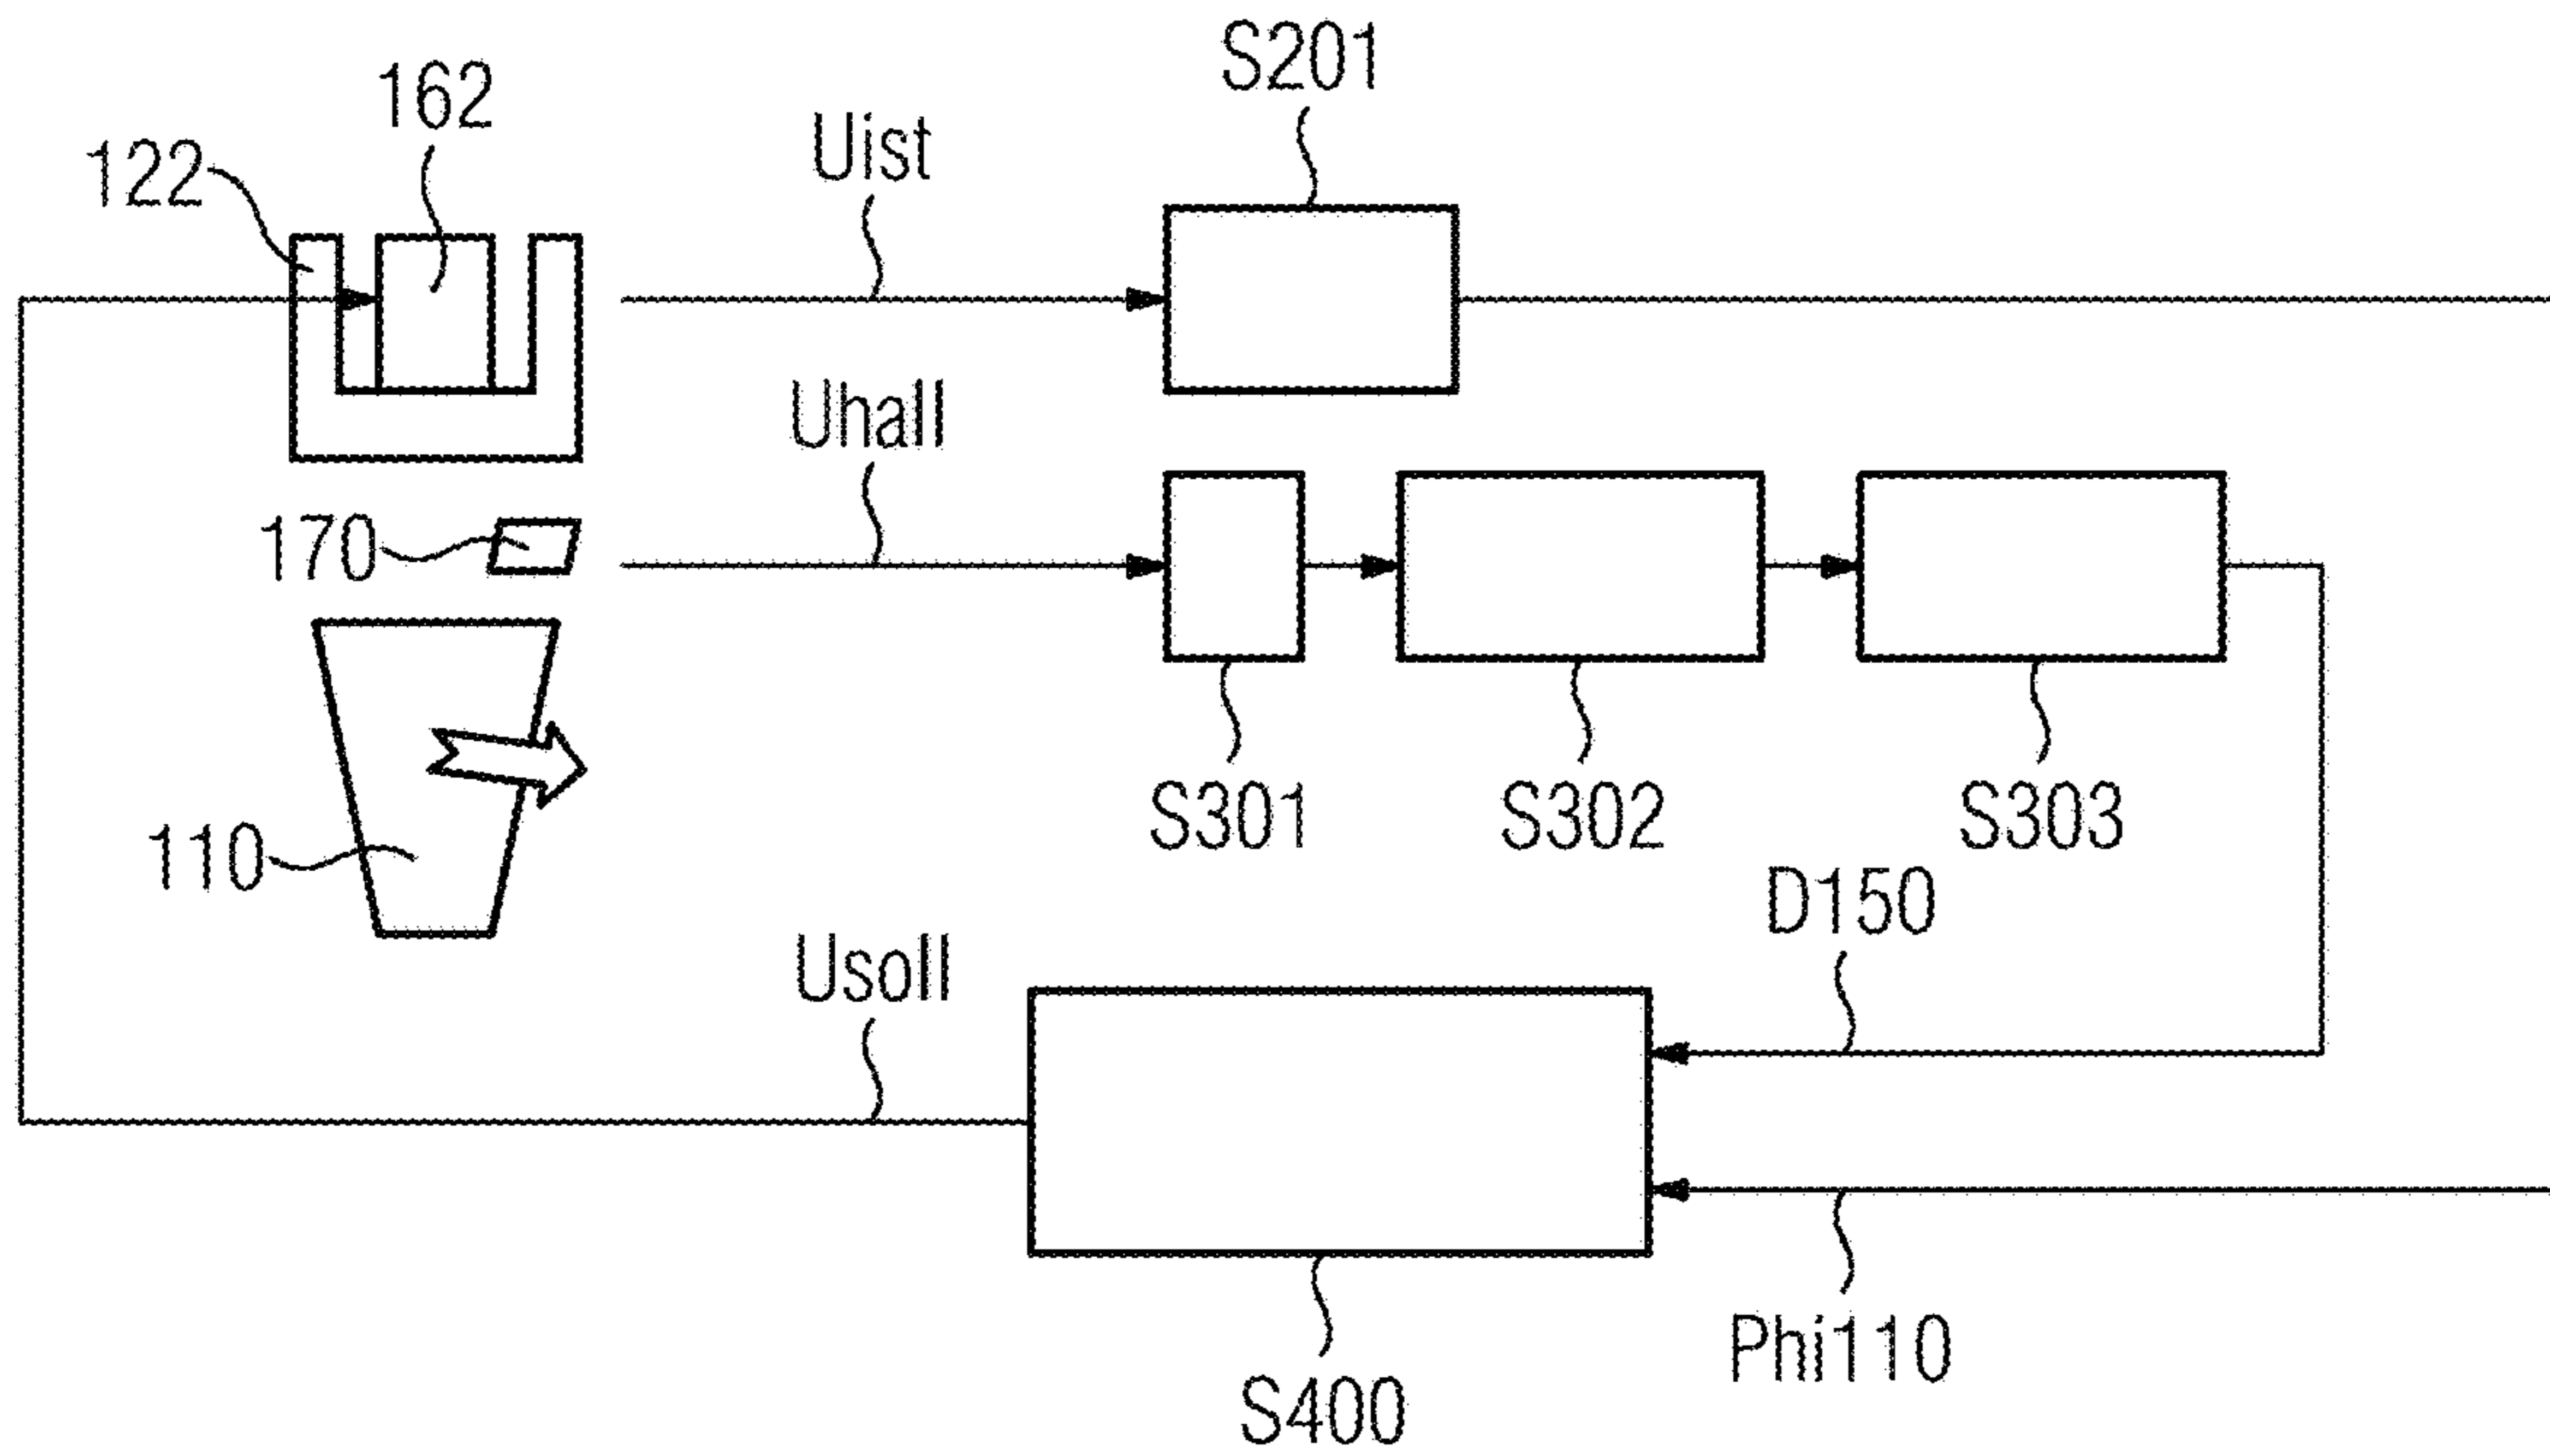 S201
162
Uist
122
Uhall
170
S301
S302
S303
110
D150
Usoll
Phi110
S400